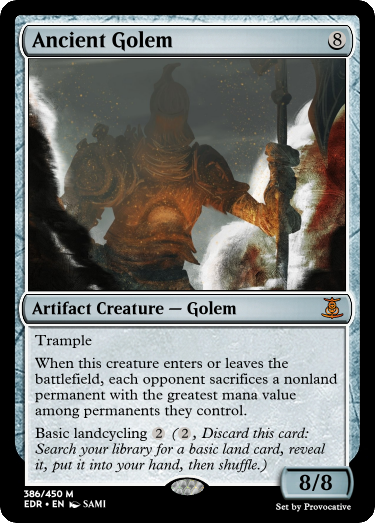 Ancient Golem 8
Artifact Creature — Golem
Trample
When this creature enters or leaves the
battlefield, each opponent sacrifices a nonland
permanent with the greatest mana value
among permanents they control.
Basic landcycling 2 (2, Discard this card:
Search your library for a basic land card, reveal
it, put it into your hand, then shuffle.)
8/8
386/450 M
EDR • EN SAMI
Set by Provocative